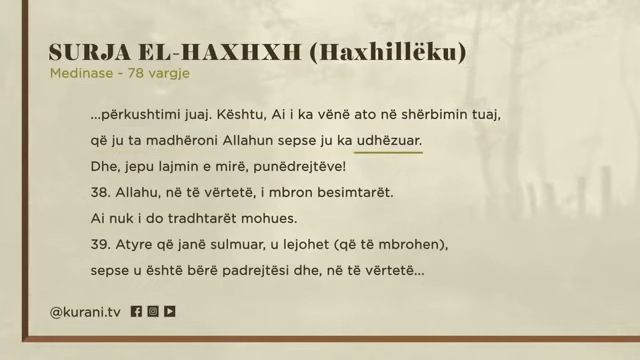 SURJA EL-HAXHXH (Haxhillëku)
Medinase - 78 vargje
...përkushtimi juaj. Kështu, Ai i ka vënë ato në shërbimin tuaj,
që ju ta madhëroni Allahun sepse ju ka udhëzuar.
Dhe, jepu lajmin e mirë, punëdrejtëve!
38. Allahu, në të vërtetë, i mbron besimtarët.
Ai nuk i do tradhtarët mohues.
39. Atyre që janë sulmuar, u lejohet (që të mbrohen),
sepse u është bërë padrejtësi dhe, në të vërtetë...
@kurani.tv